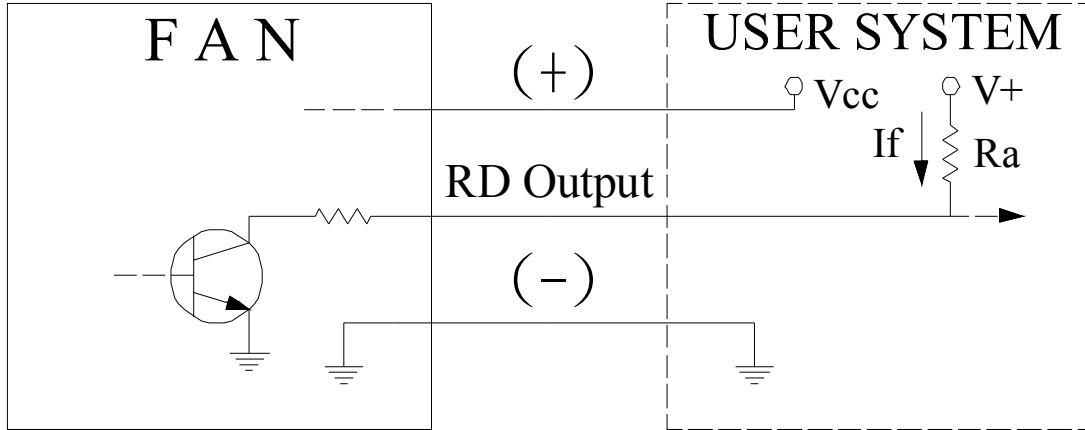 F A N
USER SYSTEM
(+)
Vcc
V+
If
Ra
RD Output
(-)